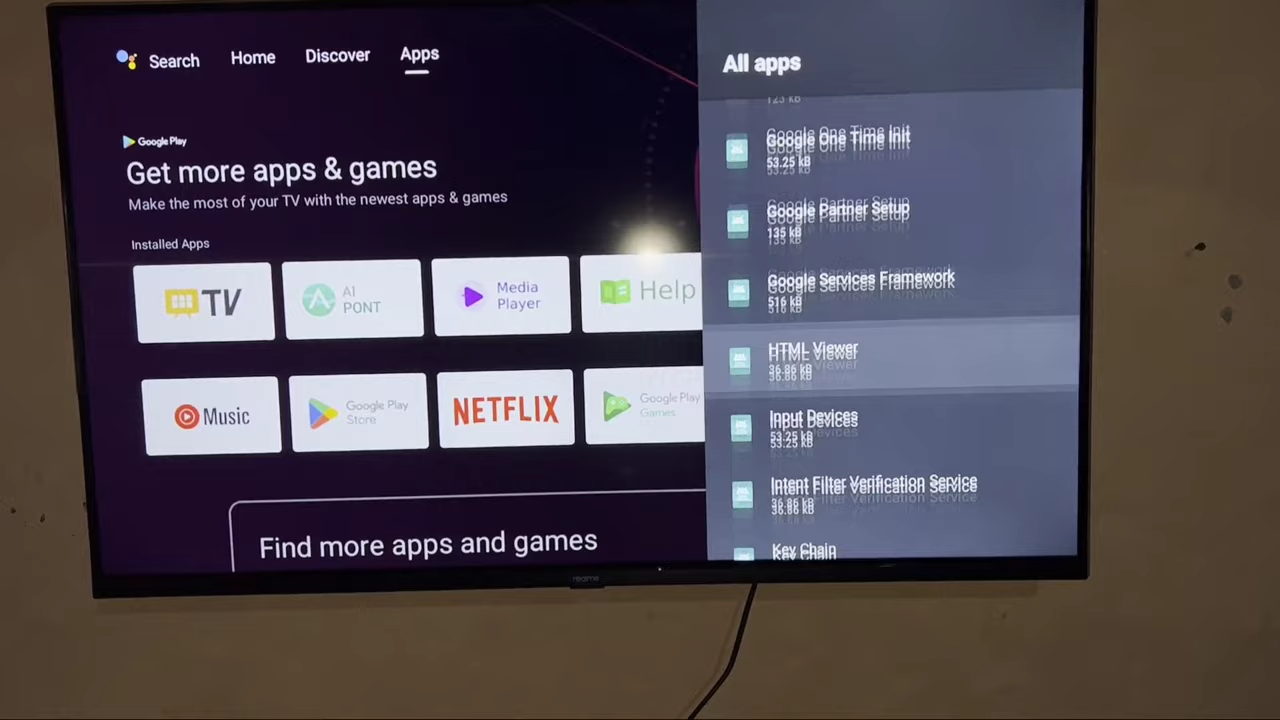 Search Home Discover Apps
Google Play
Get more apps & games
Make the most of your TV with the newest apps & games
Installed Apps
TV
AI
PONT
Media
Player
Help
Music
Google Play
Store
NETFLIX
Google Play
Games
Find more apps and games
realme
All apps
123 kB
Google One Time Init
53.25 kB
Google Partner Setup
135 kB
Google Services Framework
516 kB
HTML Viewer
36.86 kB
Input Devices
53.25 kB
Intent Filter Verification Service
36.86 kB
Key Chain